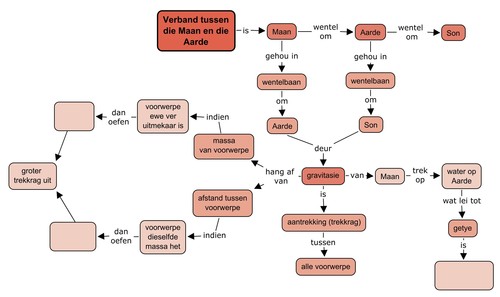 Verband tussen
die Maan en die
Aarde
is
Maan
wentel
om
Aarde
wentel
om
Son
gehou in
gehou in
wentelbaan
wentelbaan
om
om
Aarde
Son
deur
dan
oefen
voorwerpe
ewe ver
uitmekaar is
indien
massa
van voorwerpe
groter
trekkrag uit
hang af
van
gravitasie
van
Maan
trek
op
water op
Aarde
afstand tussen
voorwerpe
is
wat lei tot
aantrekking (trekkrag)
getye
dan
oefen
voorwerpe
dieselfde
massa het
indien
tussen
is
alle voorwerpe